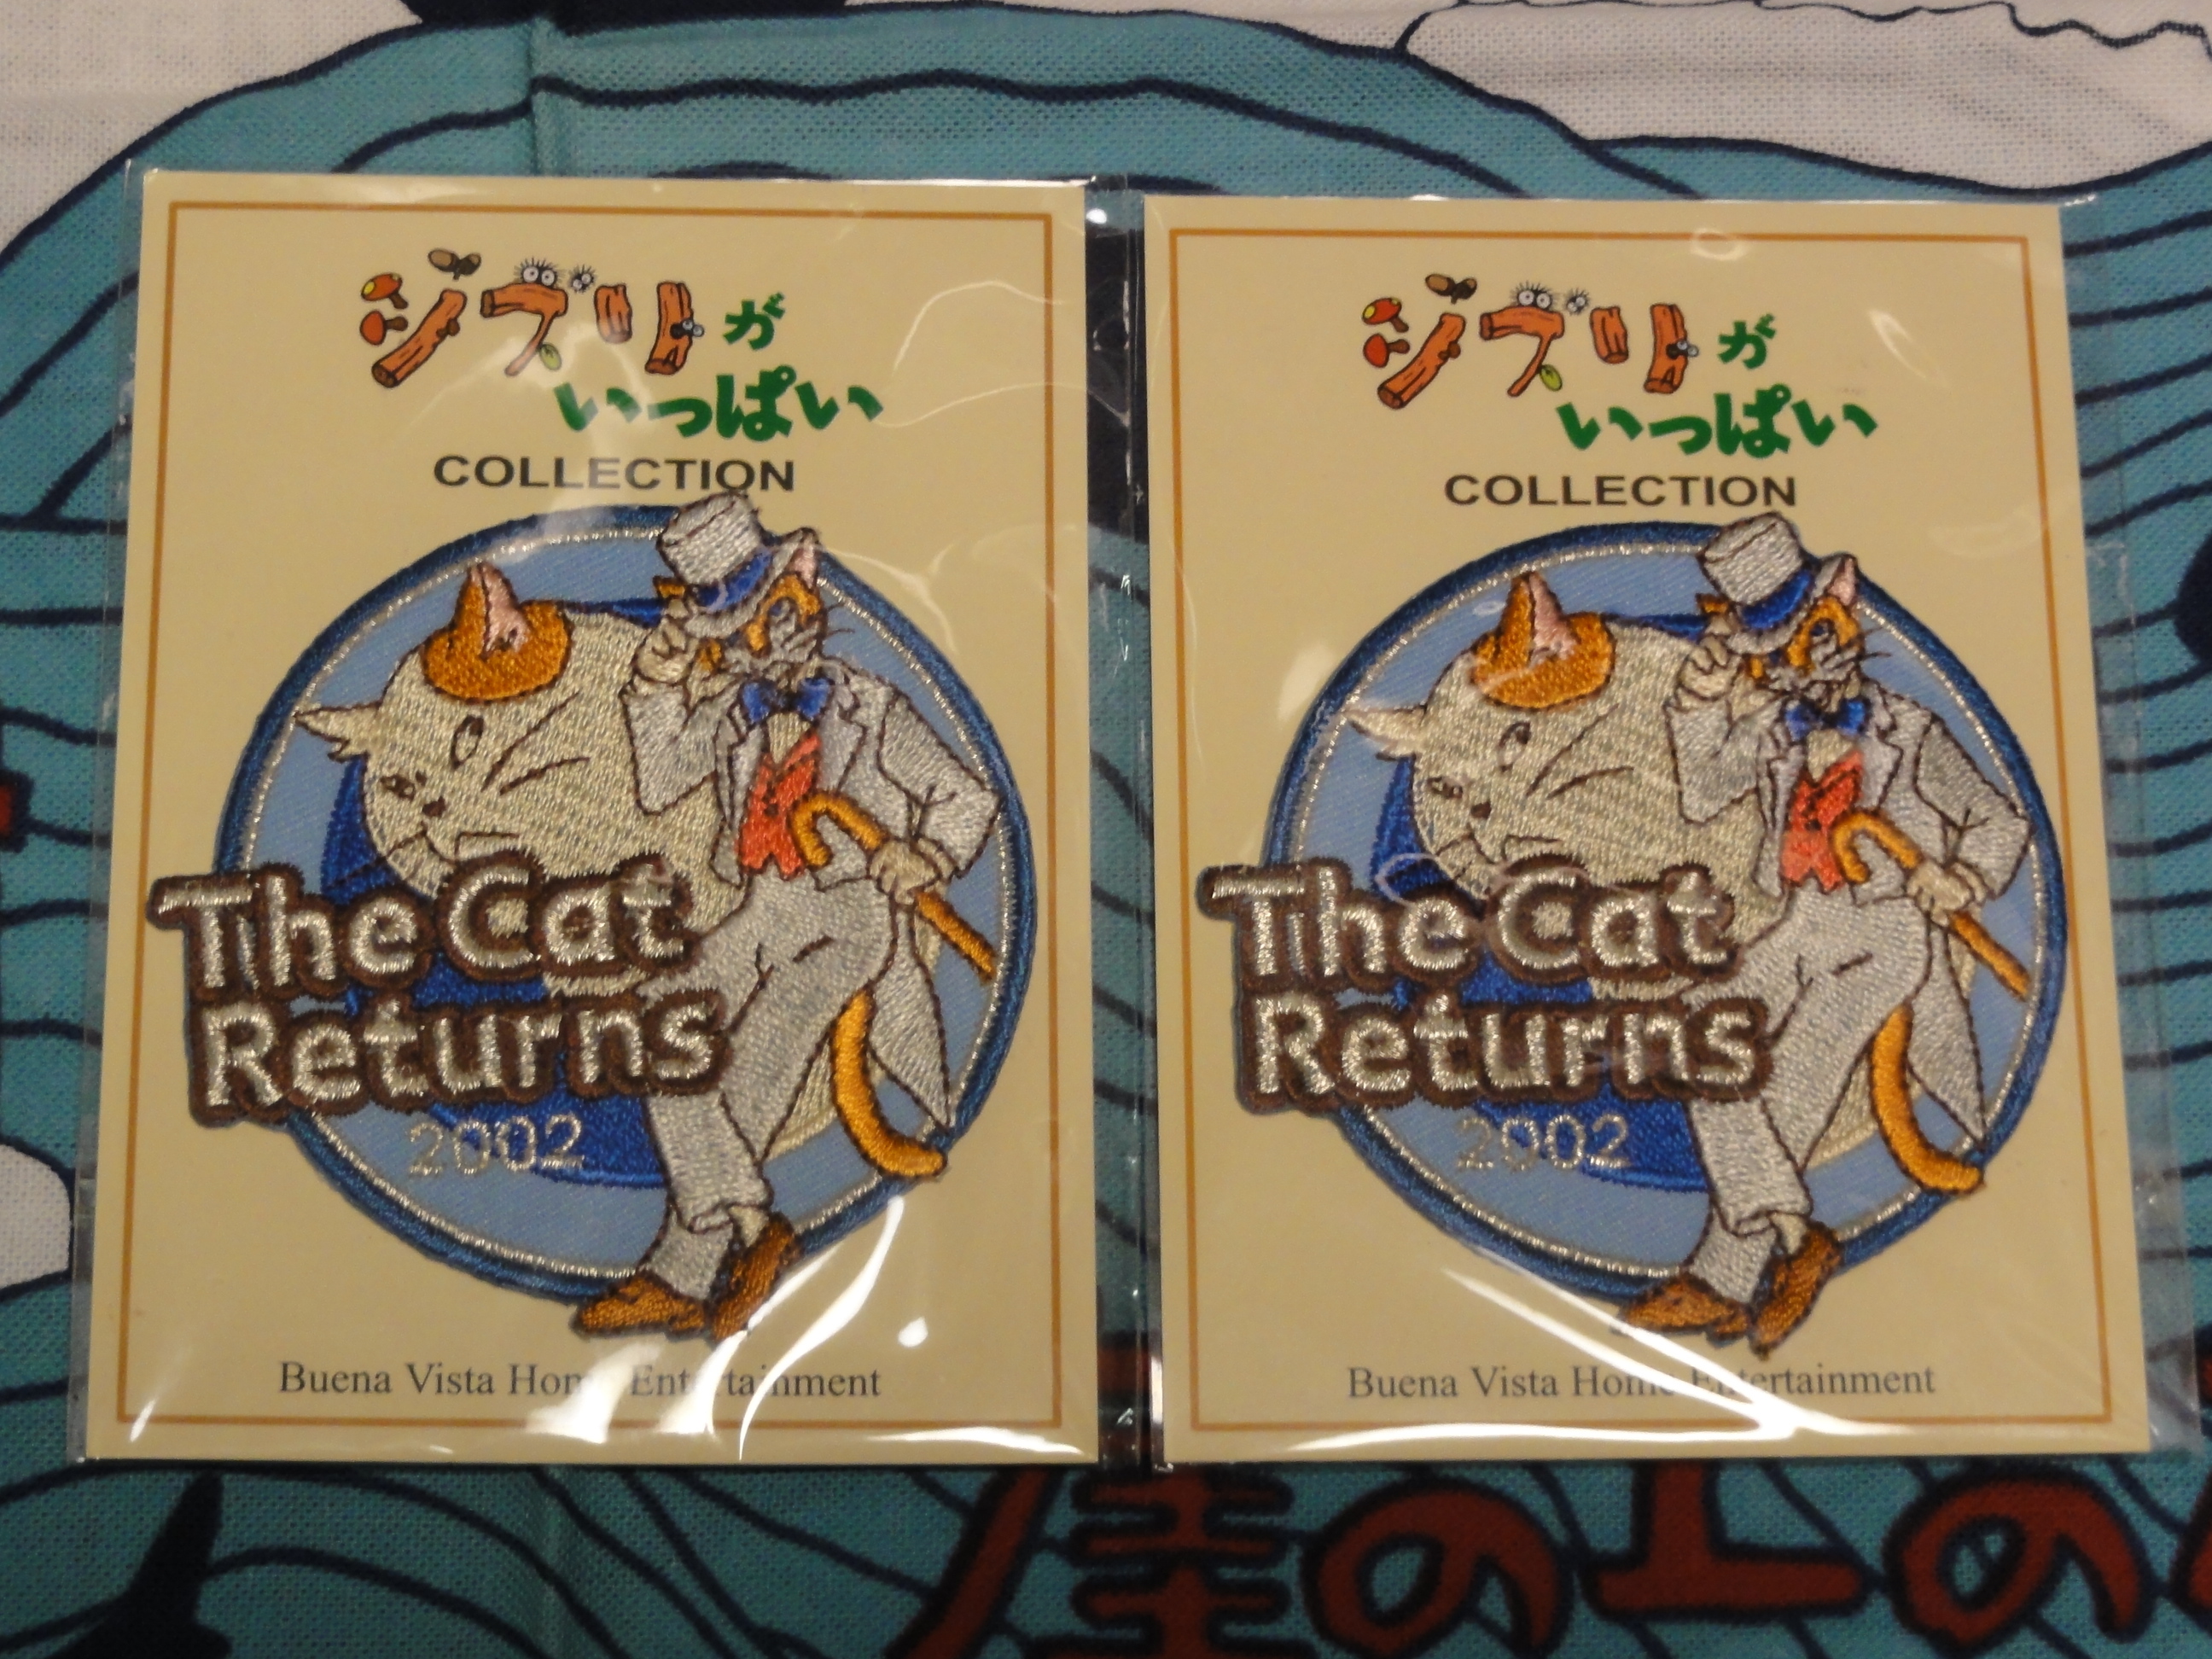 ジブリが
いっぱい
COLLECTION
The Cat
Returns
2002
Buena Vista Home Entertainment
ジブリが
いっぱい
COLLECTION
The Cat
Returns
2002
Buena Vista Home Entertainment